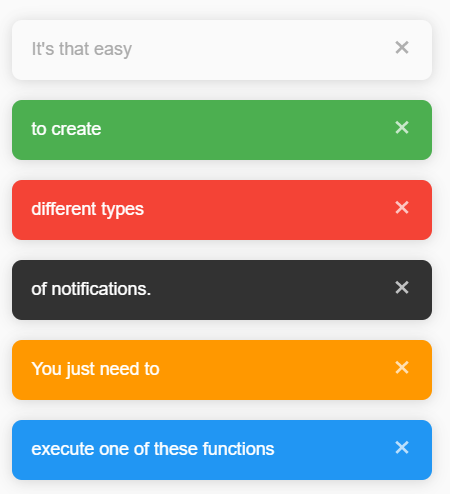 It's that easy
to create
different types
of notifications.
You just need to
execute one of these functions